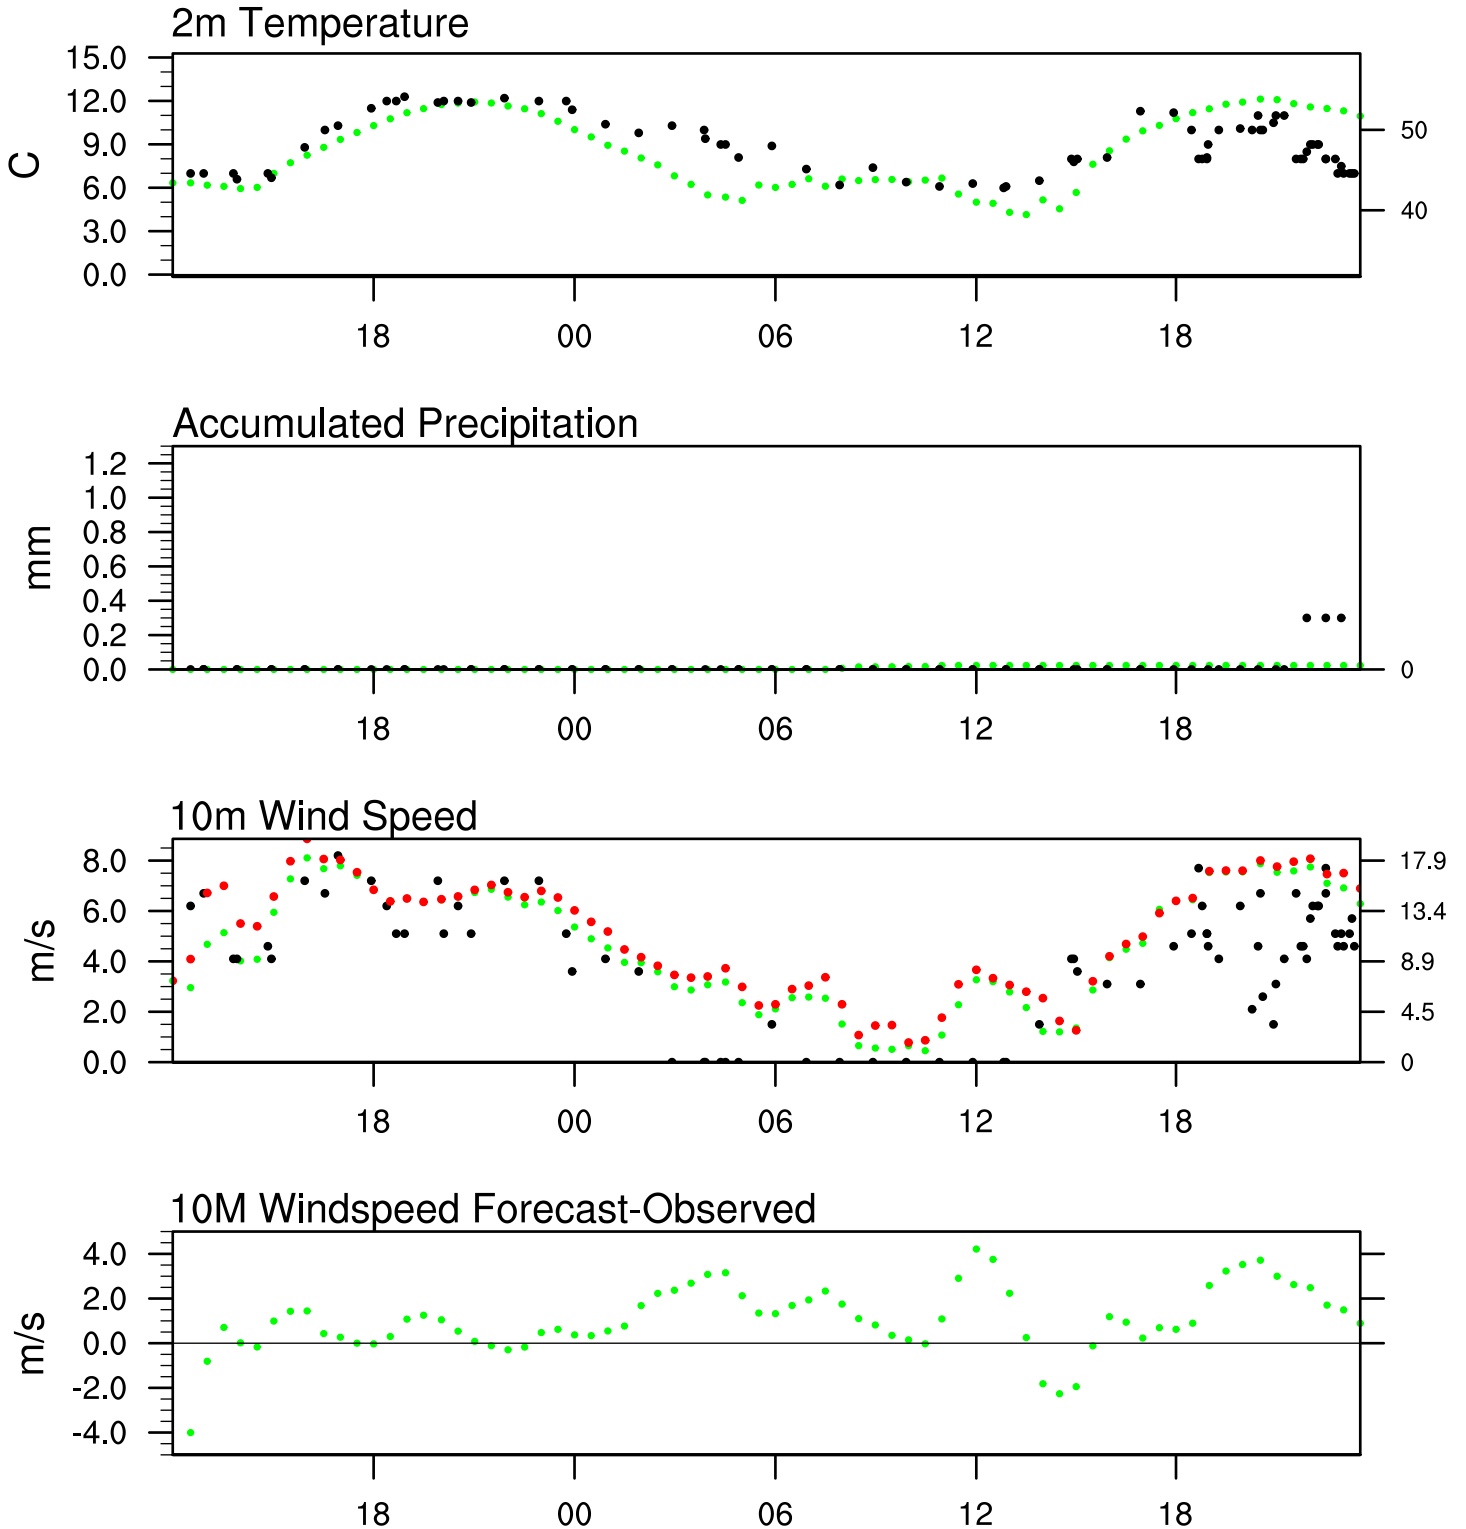 2m Temperature
15.0
12.0
9.0
6.0
3.0
0.0
C
50
40
18 00 06 12 18
Accumulated Precipitation
1.2
1.0
0.8
0.6
0.4
0.2
0.0
mm
0
18 00 06 12 18
10m Wind Speed
8.0
6.0
4.0
2.0
0.0
m/s
17.9
13.4
8.9
4.5
0
18 00 06 12 18
10M Windspeed Forecast-Observed
4.0
2.0
0.0
-2.0
-4.0
m/s
18 00 06 12 18